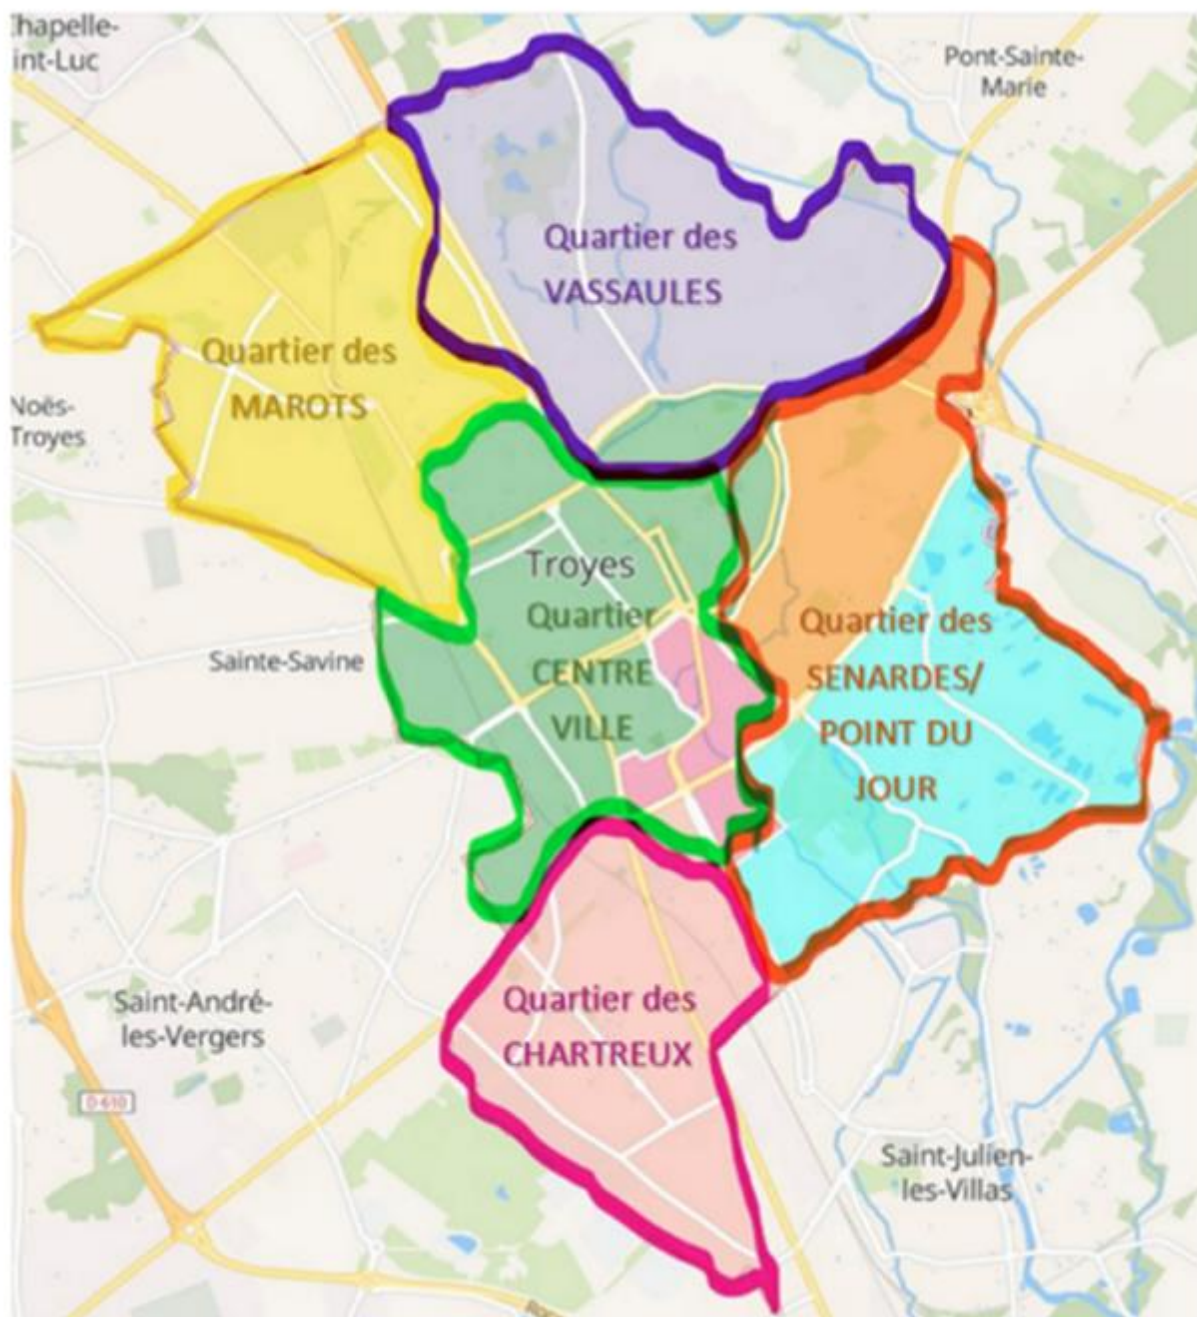 hapelle-
int-Luc
Pont-Sainte-
Marie
Quartier des
VASSAULES
Quartier des
MAROTS
Noës-
Troyes
Troyes
Quartier
CENTRE
VILLE
Quartier des
SENARDES/
POINT DU
JOUR
Sainte-Savine
Saint-André-
les-Vergers
Quartier des
CHARTREUX
D 610
Saint-Julien-
les-Villas